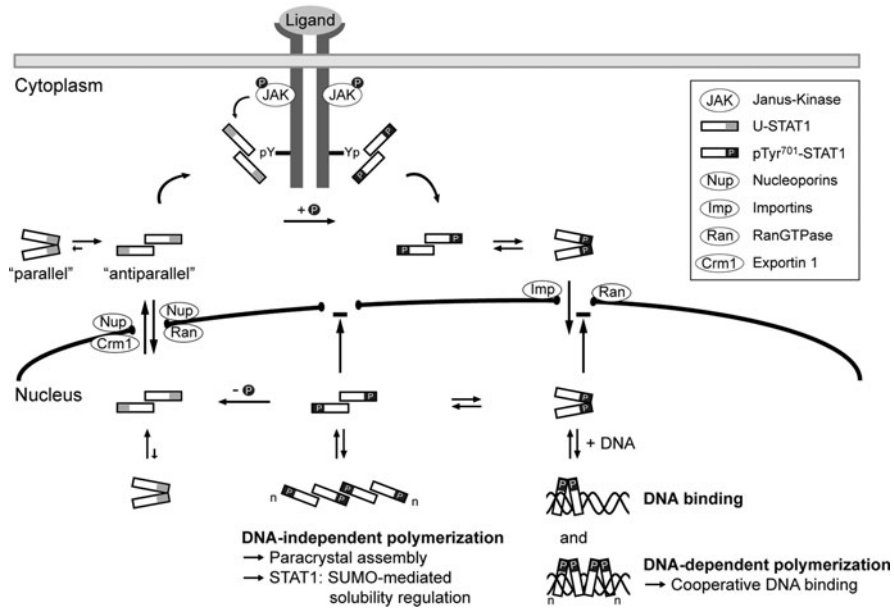 Ligand
Cytoplasm
P
JAK
P
JAK
pY
Yp
P
P
+ P
"parallel"
"antiparallel"
P
P
P
P
JAK Janus-Kinase
U-STAT1
P pTyr701-STAT1
Nup Nucleoporins
Imp Importins
Ran RanGTPase
Crm1 Exportin 1
Nup
Crm1
Nup
Ran
Imp
Ran
Nucleus
- P
P
P
P
P
+ DNA
n P P P P n
DNA-independent polymerization
→ Paracrystal assembly
→ STAT1: SUMO-mediated
solubility regulation
P P
DNA binding
and
P P P P
n n
DNA-dependent polymerization
→ Cooperative DNA binding